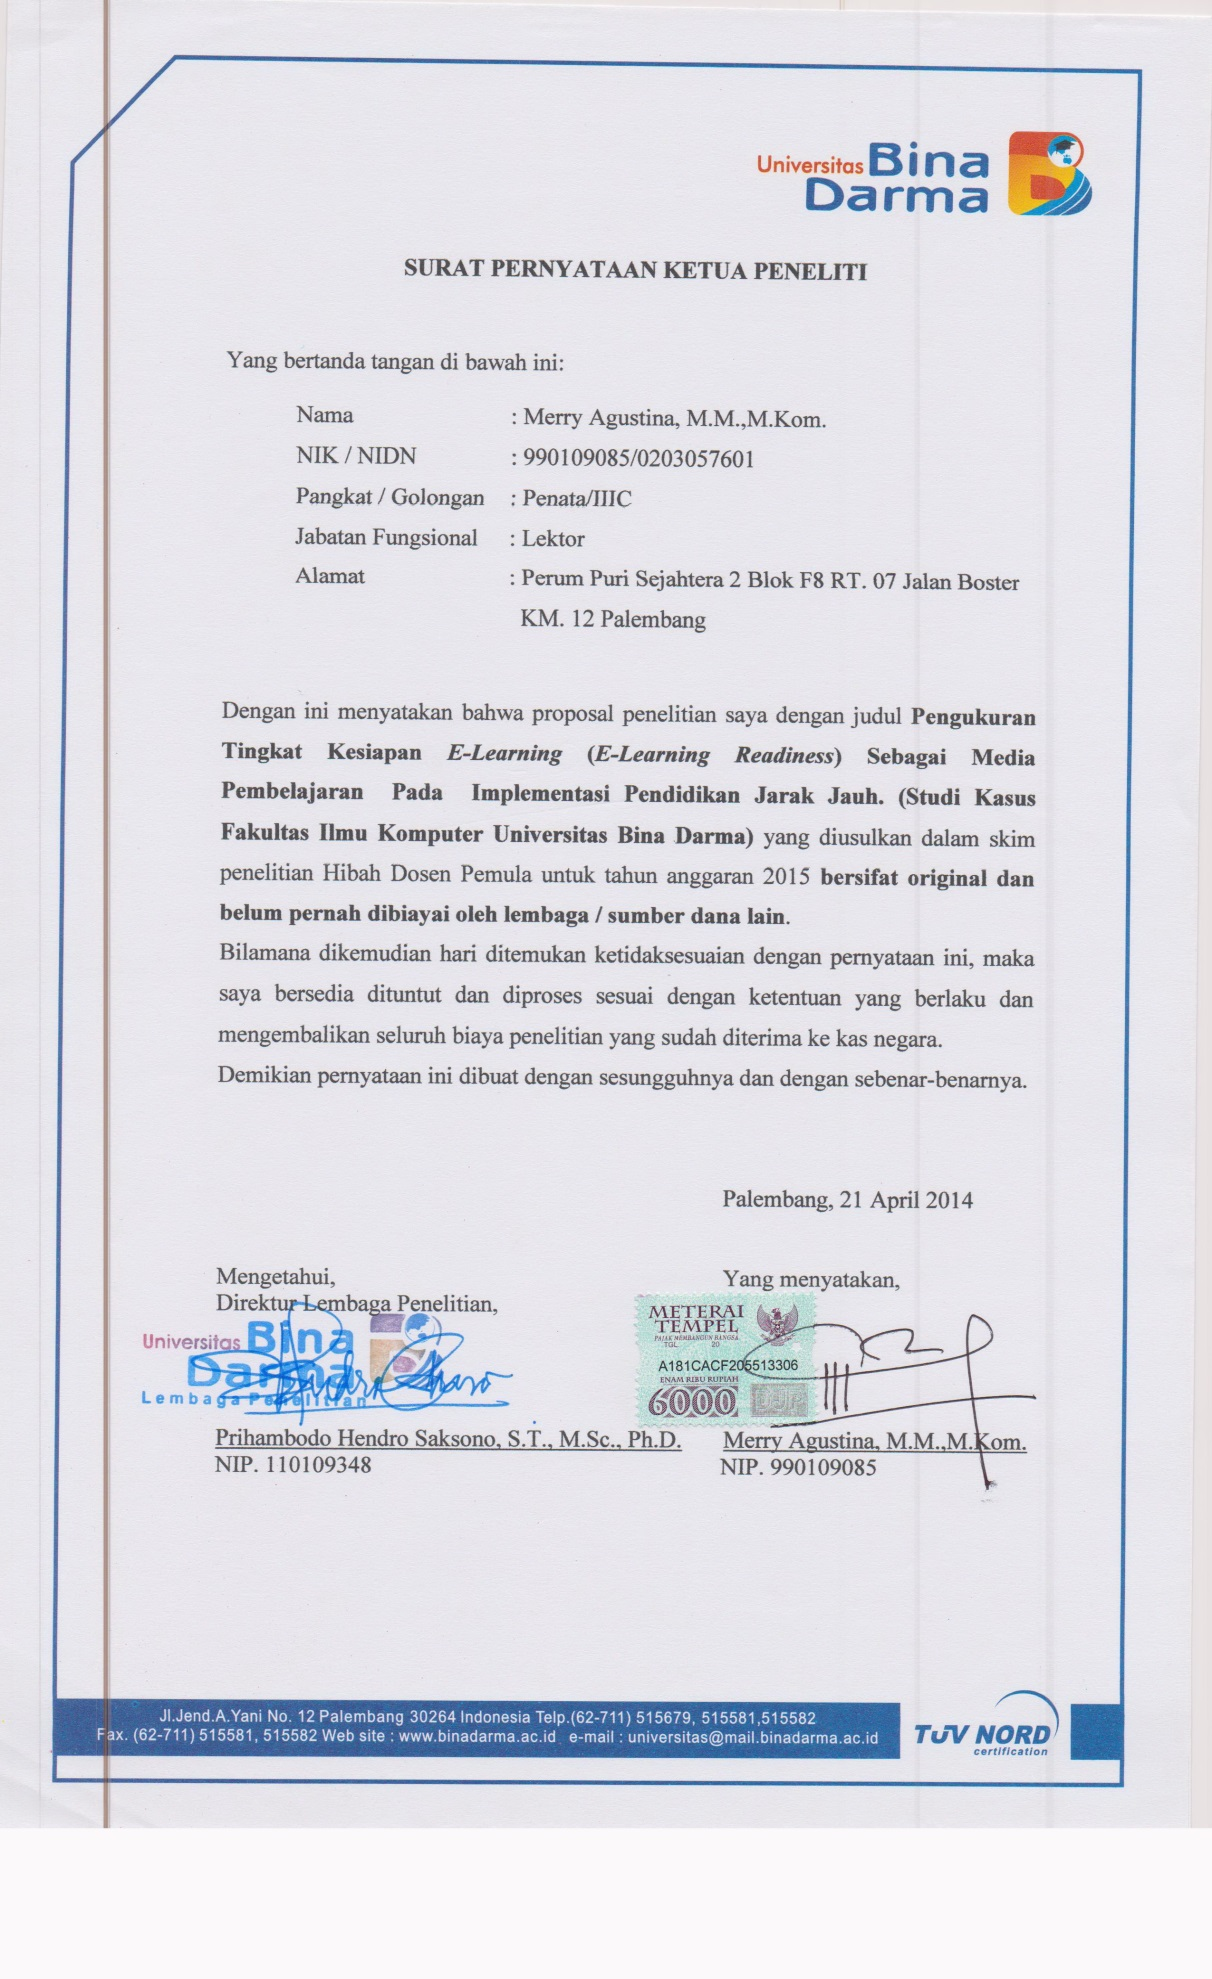 Universitas Bina
Darma
SURAT PERNYATAAN KETUA PENELITI
Yang bertanda tangan di bawah ini:
Nama : Merry Agustina, M.M.,M.Kom.
NIK / NIDN : 990109085/0203057601
Pangkat / Golongan : Penata/IIIC
Jabatan Fungsional : Lektor
Alamat : Perum Puri Sejahtera 2 Blok F8 RT. 07 Jalan Boster
KM. 12 Palembang
Dengan ini menyatakan bahwa proposal penelitian saya dengan judul Pengukuran
Tingkat Kesiapan E-Learning (E-Learning Readiness) Sebagai Media
Pembelajaran Pada Implementasi Pendidikan Jarak Jauh. (Studi Kasus
Fakultas Ilmu Komputer Universitas Bina Darma) yang diusulkan dalam skim
penelitian Hibah Dosen Pemula untuk tahun anggaran 2015 bersifat original dan
belum pernah dibiayai oleh lembaga / sumber dana lain.
Bilamana dikemudian hari ditemukan ketidaksesuaian dengan pernyataan ini, maka
saya bersedia dituntut dan diproses sesuai dengan ketentuan yang berlaku dan
mengembalikan seluruh biaya penelitian yang sudah diterima ke kas negara.
Demikian pernyataan ini dibuat dengan sesungguhnya dan dengan sebenar-benarnya.
Palembang, 21 April 2014
Mengetahui,
Direktur Lembaga Penelitian,
Universitas Bina
Darma
Lembaga Penelitian
Yang menyatakan,
METERAI
TEMPEL
PAJAK MEMBANGUN BANGSA
TGL. 20
A181CACF205513306
ENAM RIBU RUPIAH
6000 DJP
Prihambodo Hendro Saksono, S.T., M.Sc., Ph.D.
NIP. 110109348
Merry Agustina, M.M.,M.Kom.
NIP. 990109085
Jl.Jend.A.Yani No. 12 Palembang 30264 Indonesia Telp.(62-711) 515679, 515581,515582
Fax. (62-711) 515581, 515582 Web site : www.binadarma.ac.id e-mail : universitas@mail.binadarma.ac.id
TÜV NORD
certification